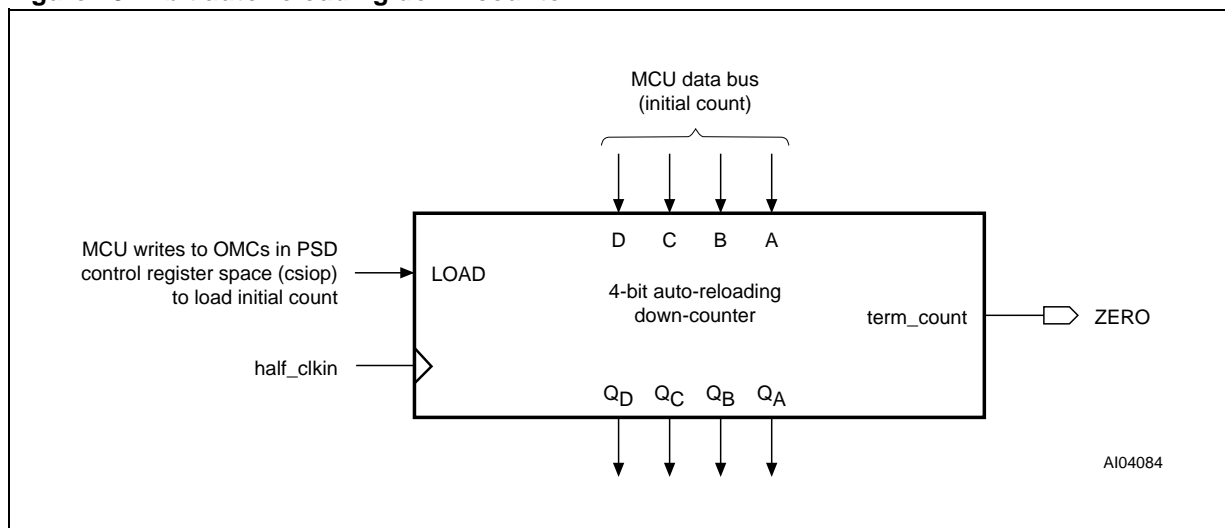 MCU data bus
(initial count)
D C B A
MCU writes to OMCs in PSD
control register space (csiop)
to load initial count
LOAD
4-bit auto-reloading
down-counter
term_count
ZERO
half_clkin
QD QC QB QA
AI04084